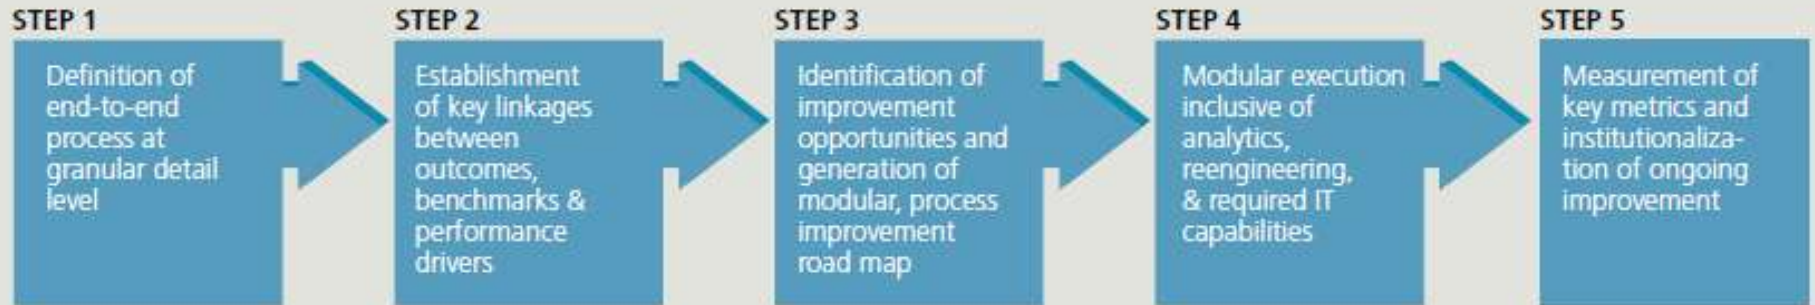 STEP 1
Definition of
end-to-end
process at
granular detail
level
STEP 2
Establishment
of key linkages
between
outcomes,
benchmarks &
performance
drivers
STEP 3
Identification of
improvement
opportunities and
generation of
modular, process
improvement
road map
STEP 4
Modular execution
inclusive of
analytics,
reengineering,
& required IT
capabilities
STEP 5
Measurement of
key metrics and
institutionaliza-
tion of ongoing
improvement